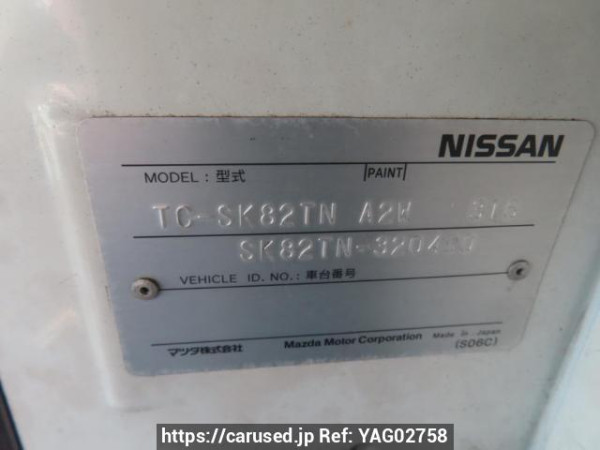 NISSAN
MODEL : 型式 PAINT
TC-SK82TN A2W
VEHICLE ID. NO. : 車台番号
マツダ株式会社 Mazda Motor Corporation Made in Japan
(S06C)
https://carused.jp Ref: YAG02758